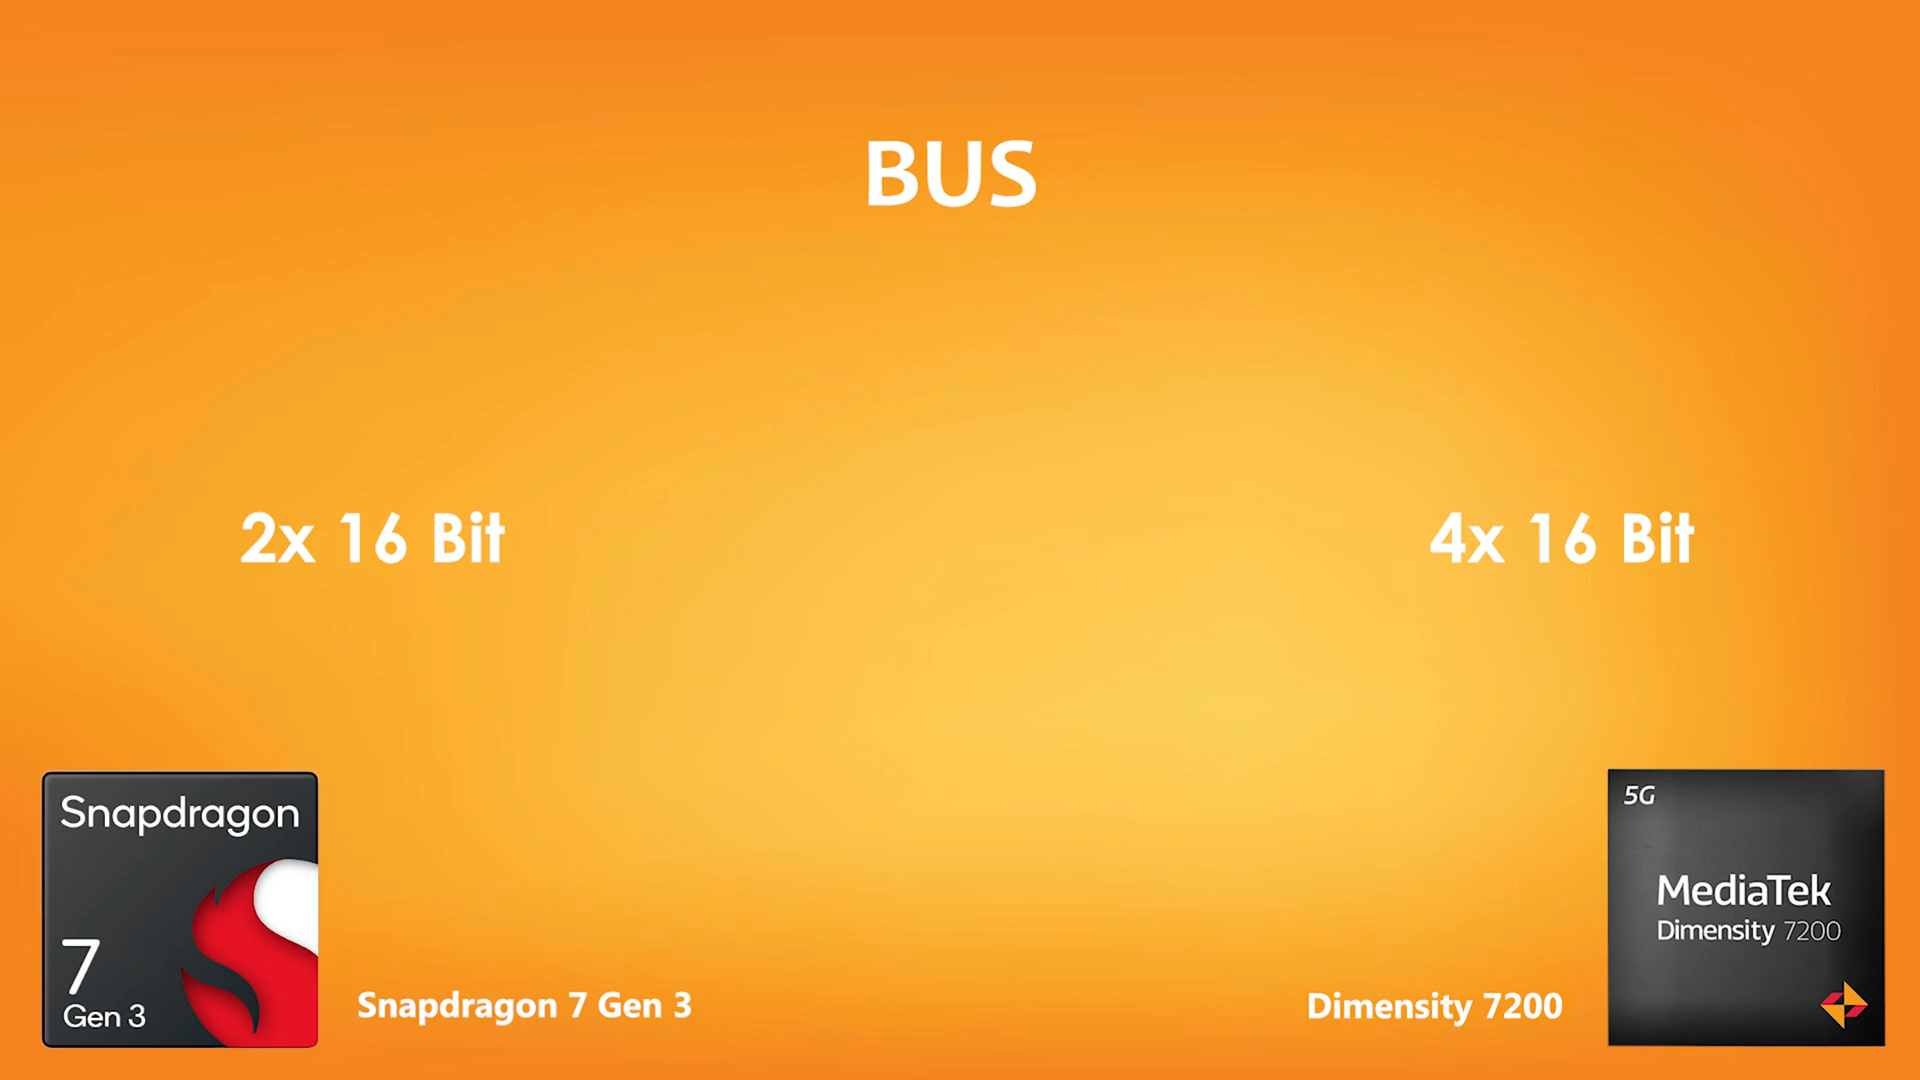 BUS
2x 16 Bit
4x 16 Bit
Snapdragon
7
Gen 3
Snapdragon 7 Gen 3
Dimensity 7200
5G
MediaTek
Dimensity 7200